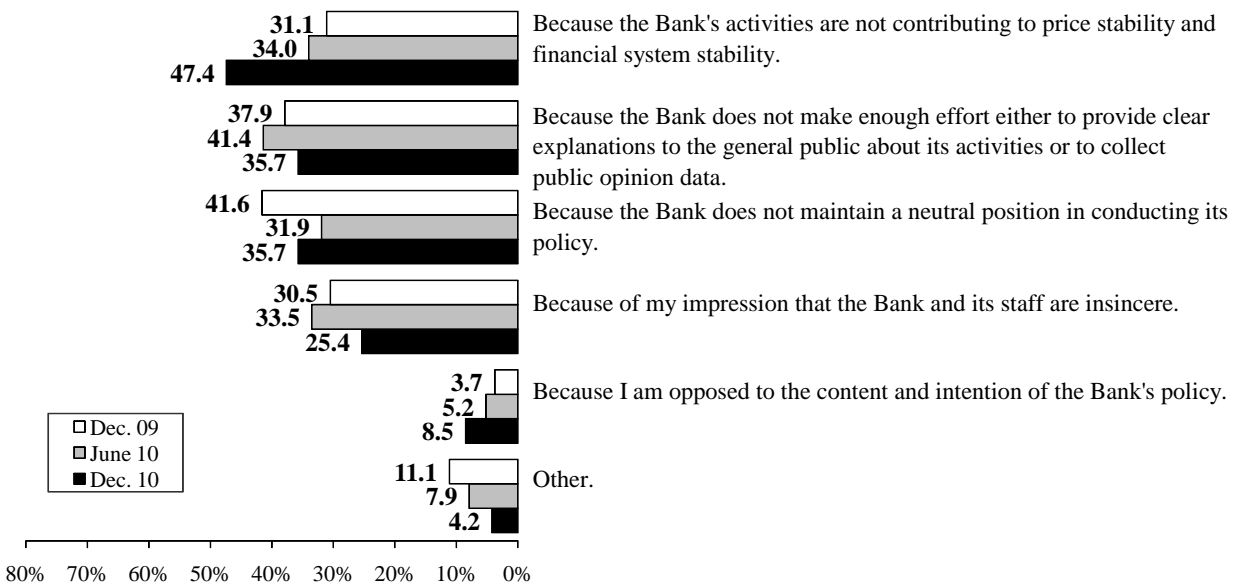 31.1
34.0
47.4
Because the Bank's activities are not contributing to price stability and
financial system stability.
37.9
41.4
35.7
Because the Bank does not make enough effort either to provide clear
explanations to the general public about its activities or to collect
public opinion data.
41.6
31.9
35.7
Because the Bank does not maintain a neutral position in conducting its
policy.
30.5
33.5
25.4
Because of my impression that the Bank and its staff are insincere.
3.7
5.2
8.5
Because I am opposed to the content and intention of the Bank's policy.
11.1
7.9
4.2
Other.
Dec. 09
June 10
Dec. 10
80% 70% 60% 50% 40% 30% 20% 10% 0%